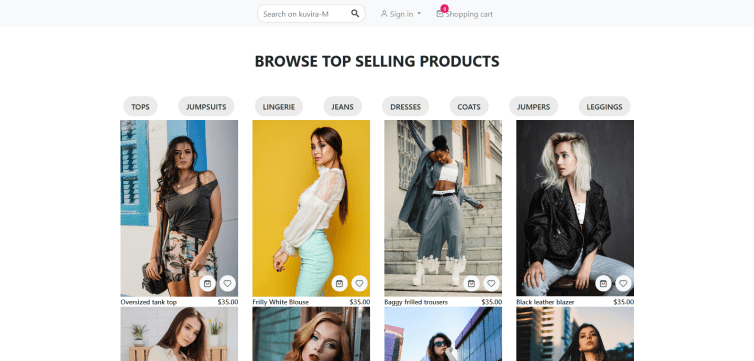 Search on kuvira-M
Sign in
Shopping cart
BROWSE TOP SELLING PRODUCTS
TOPS
JUMPSUITS
LINGERIE
JEANS
DRESSES
COATS
JUMPERS
LEGGINGS
Oversized tank top $35.00
Frilly White Blouse $35.00
Baggy frilled trousers $35.00
Black leather blazer $35.00